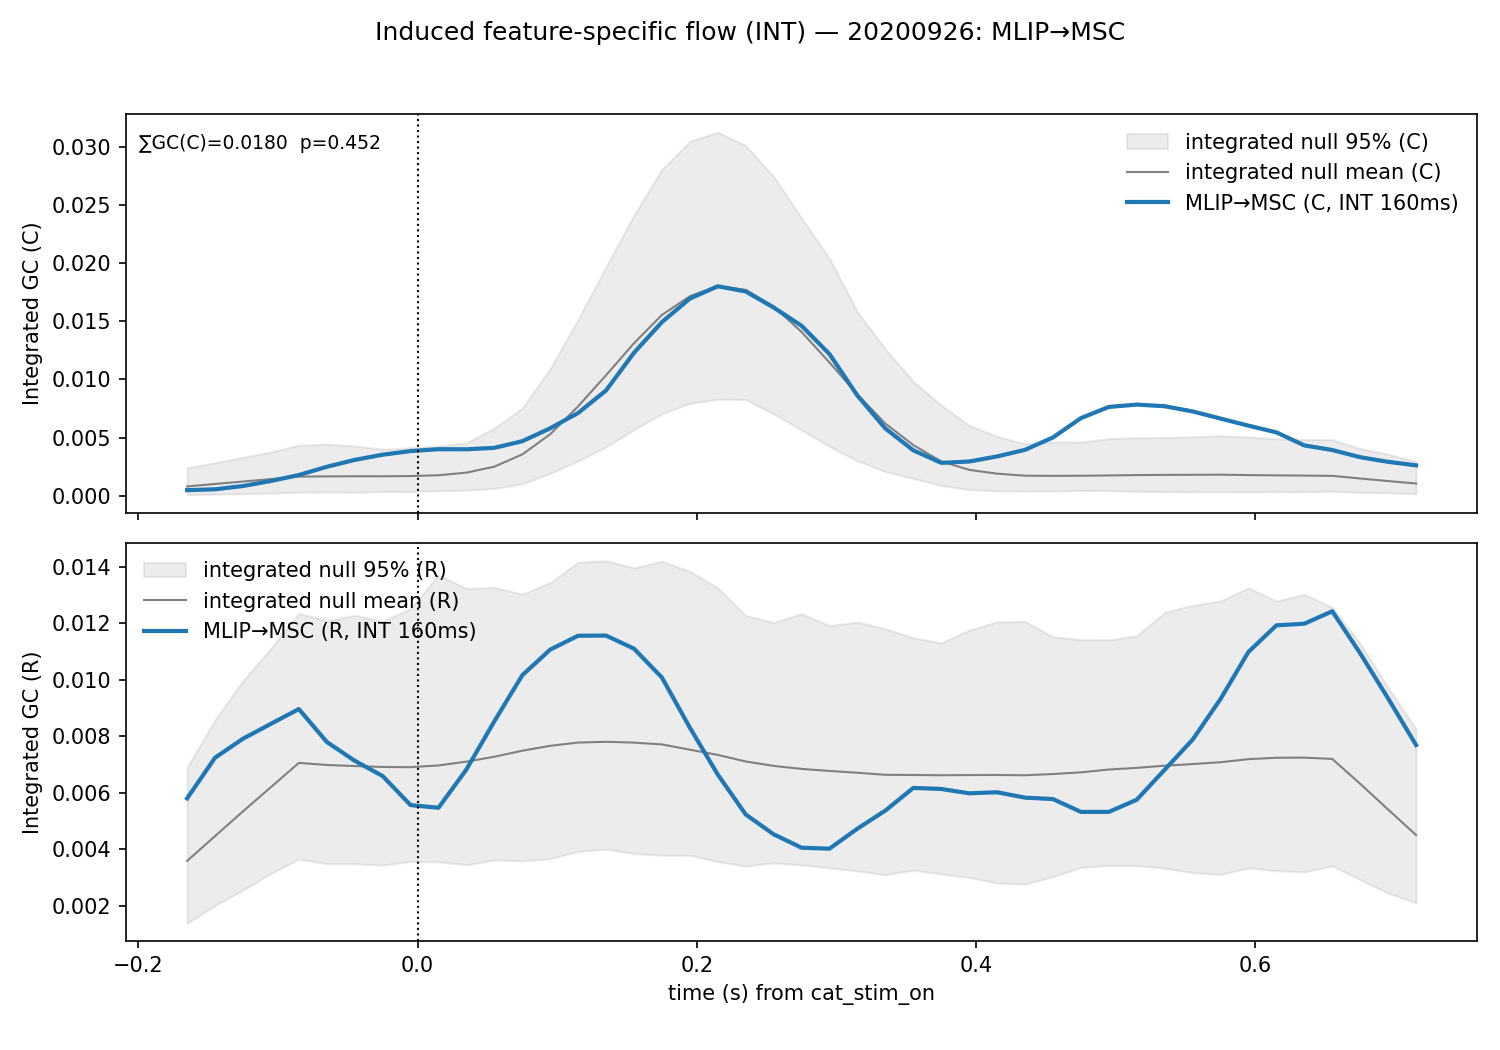 Induced feature-specific flow (INT) — 20200926: MLIP→MSC
∑GC(C)=0.0180  p=0.452
integrated null 95% (C)
integrated null mean (C)
MLIP→MSC (C, INT 160ms)
Integrated GC (C)
0.030
0.025
0.020
0.015
0.010
0.005
0.000
integrated null 95% (R)
integrated null mean (R)
MLIP→MSC (R, INT 160ms)
Integrated GC (R)
0.014
0.012
0.010
0.008
0.006
0.004
0.002
−0.2
0.0
0.2
0.4
0.6
time (s) from cat_stim_on